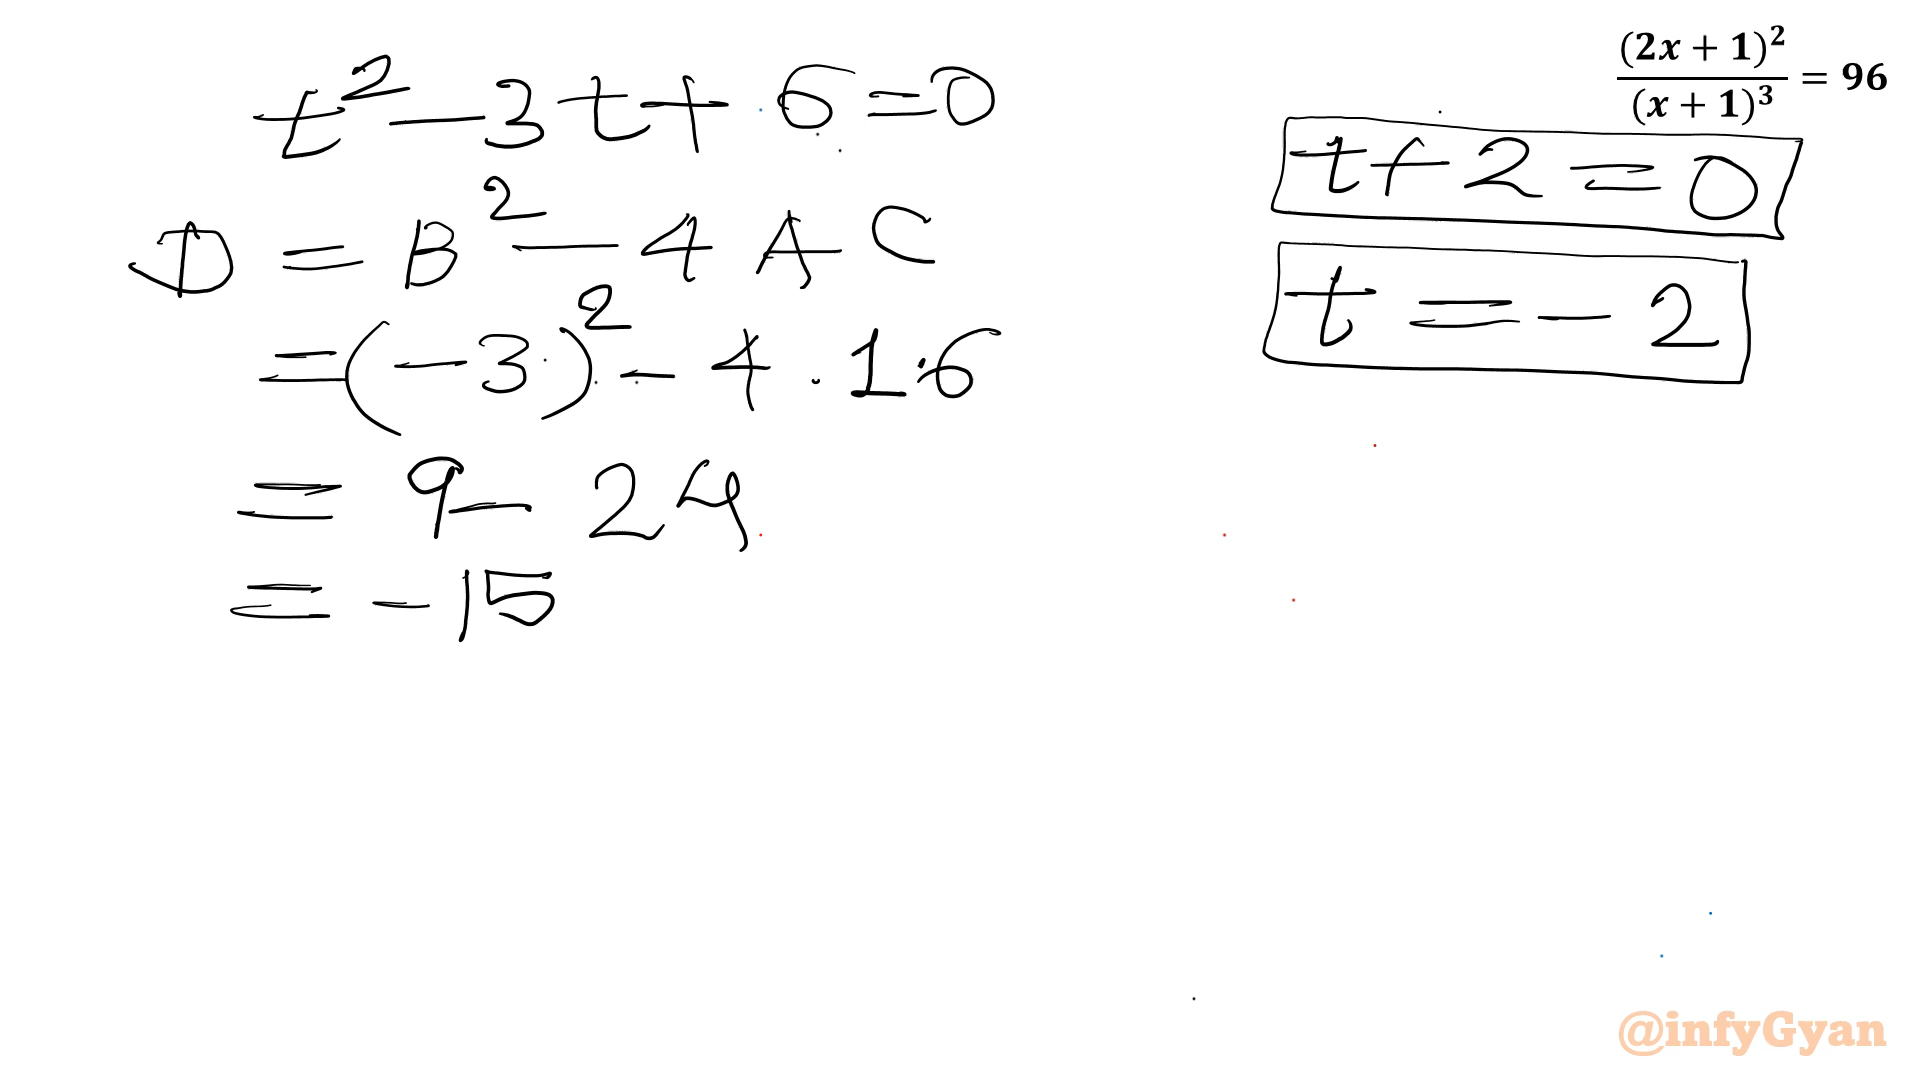 t² - 3t + 6 = 0
D = B² - 4AC
= (-3)² - 4 . 1 . 6
= 9 - 24
= -15
(2x + 1)²
/(x + 1)³ = 96
t + 2 = 0
t = -2
@infyGyan